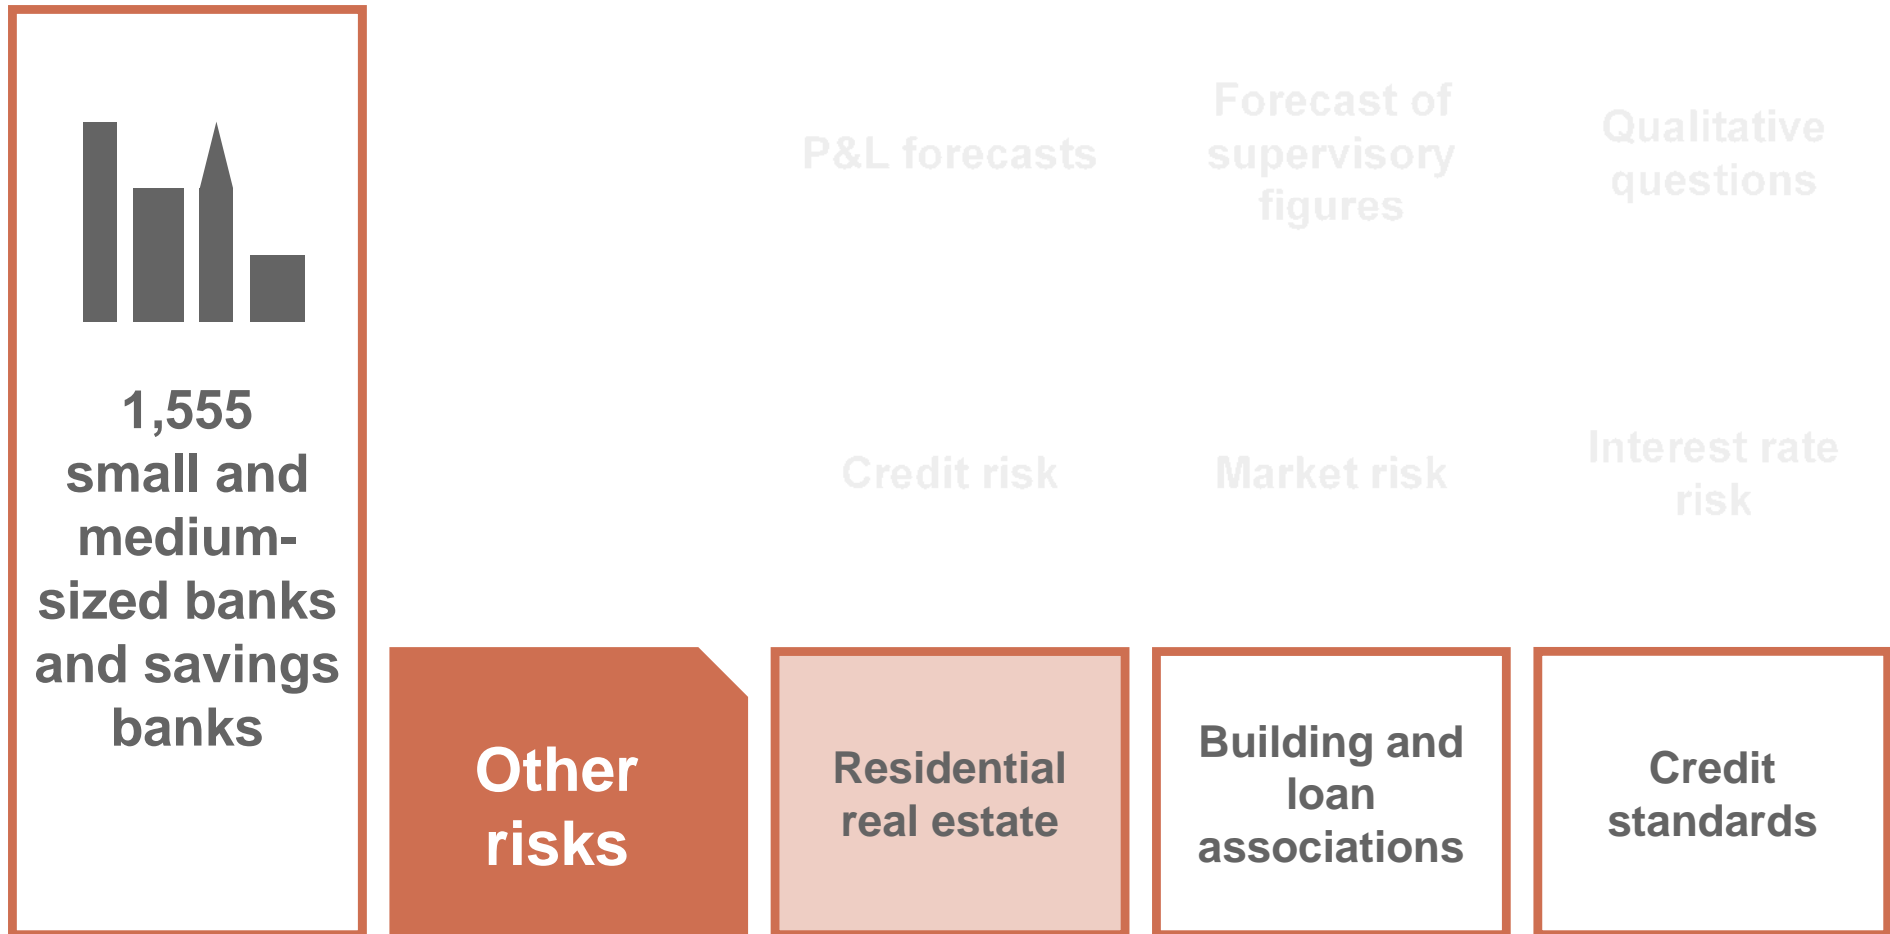 1,555
small and
medium-
sized banks
and savings
banks
P&L forecasts
Forecast of
supervisory
figures
Qualitative
questions
Credit risk
Market risk
Interest rate
risk
Other
risks
Residential
real estate
Building and
loan
associations
Credit
standards